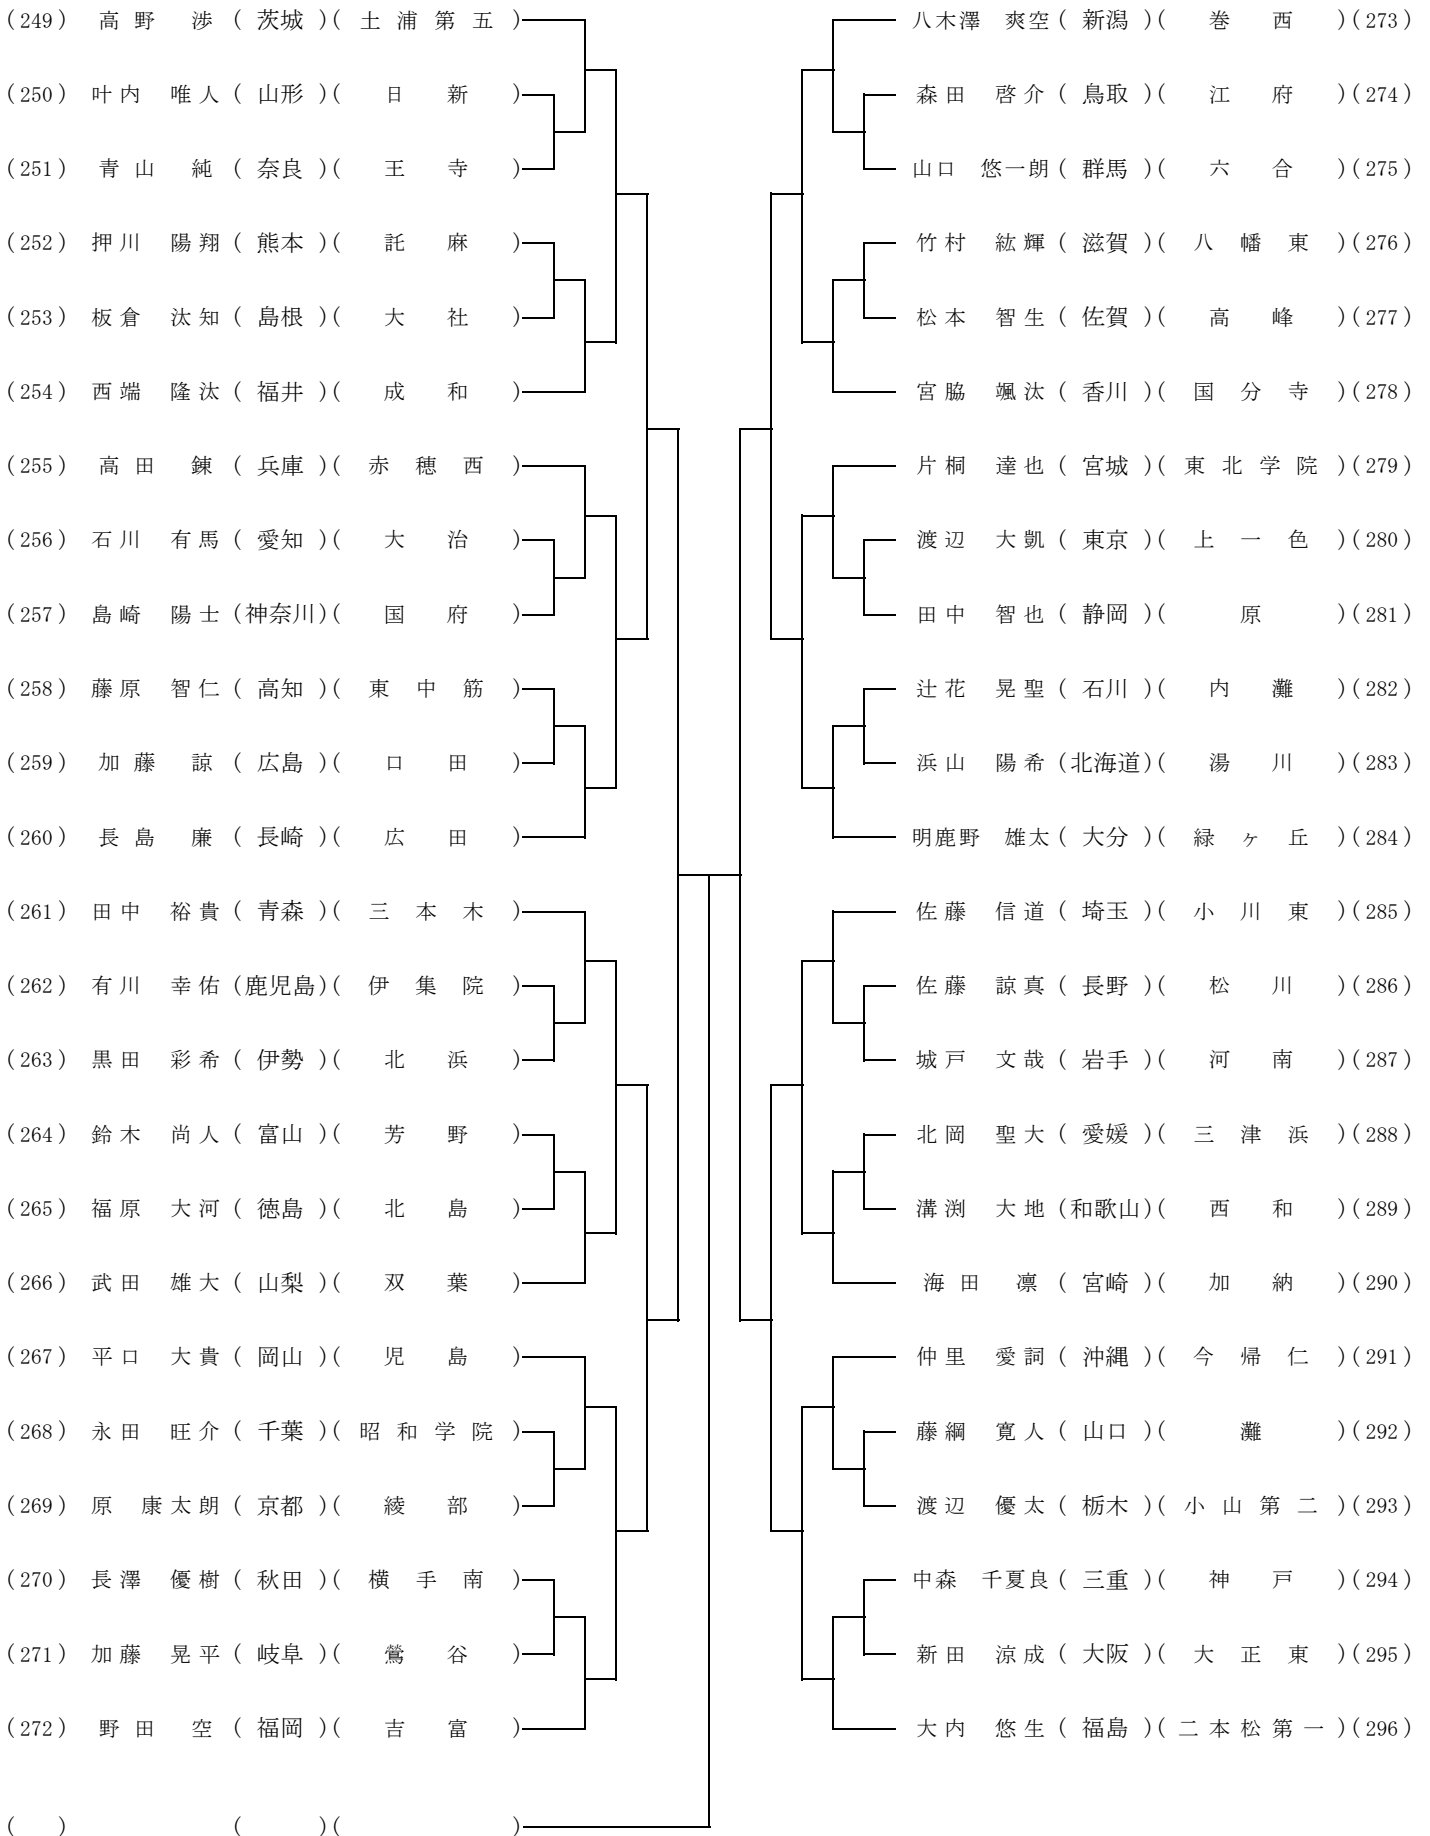 (249) 高野 渉 (茨城)(土浦第五)
(250) 叶内 唯人 (山形)(日新)
(251) 青山 純 (奈良)(王寺)
(252) 押川 陽翔 (熊本)(託麻)
(253) 板倉 汰知 (島根)(大社)
(254) 西端 隆汰 (福井)(成和)
(255) 高田 錬 (兵庫)(赤穂西)
(256) 石川 有馬 (愛知)(大治)
(257) 島崎 陽士 (神奈川)(国府)
(258) 藤原 智仁 (高知)(東中筋)
(259) 加藤 諒 (広島)(口田)
(260) 長島 廉 (長崎)(広田)
(261) 田中 裕貴 (青森)(三本木)
(262) 有川 幸佑 (鹿児島)(伊集院)
(263) 黒田 彩希 (伊勢)(北浜)
(264) 鈴木 尚人 (富山)(芳野)
(265) 福原 大河 (徳島)(北島)
(266) 武田 雄大 (山梨)(双葉)
(267) 平口 大貴 (岡山)(児島)
(268) 永田 旺介 (千葉)(昭和学院)
(269) 原 康太朗 (京都)(綾部)
(270) 長澤 優樹 (秋田)(横手南)
(271) 加藤 晃平 (岐阜)(鶯谷)
(272) 野田 空 (福岡)(吉富)
( ) ( )( )
八木澤 爽空 (新潟)(巻西)(273)
森田 啓介 (鳥取)(江府)(274)
山口 悠一朗 (群馬)(六合)(275)
竹村 紘輝 (滋賀)(八幡東)(276)
松本 智生 (佐賀)(高峰)(277)
宮脇 颯汰 (香川)(国分寺)(278)
片桐 達也 (宮城)(東北学院)(279)
渡辺 大凱 (東京)(上一色)(280)
田中 智也 (静岡)(原)(281)
辻花 晃聖 (石川)(内灘)(282)
浜山 陽希 (北海道)(湯川)(283)
明鹿野 雄太 (大分)(緑ヶ丘)(284)
佐藤 信道 (埼玉)(小川東)(285)
佐藤 諒真 (長野)(松川)(286)
城戸 文哉 (岩手)(河南)(287)
北岡 聖大 (愛媛)(三津浜)(288)
溝渕 大地 (和歌山)(西和)(289)
海田 凛 (宮崎)(加納)(290)
仲里 愛詞 (沖縄)(今帰仁)(291)
藤綱 寛人 (山口)(灘)(292)
渡辺 優太 (栃木)(小山第二)(293)
中森 千夏良 (三重)(神戸)(294)
新田 涼成 (大阪)(大正東)(295)
大内 悠生 (福島)(二本松第一)(296)